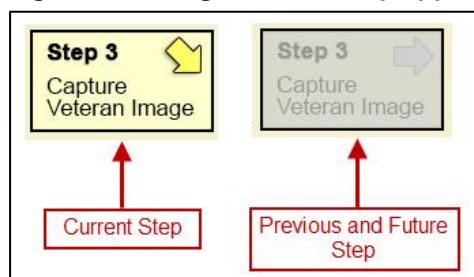 Step 3
Capture
Veteran Image
Step 3
Capture
Veteran Image
Current Step
Previous and Future
Step